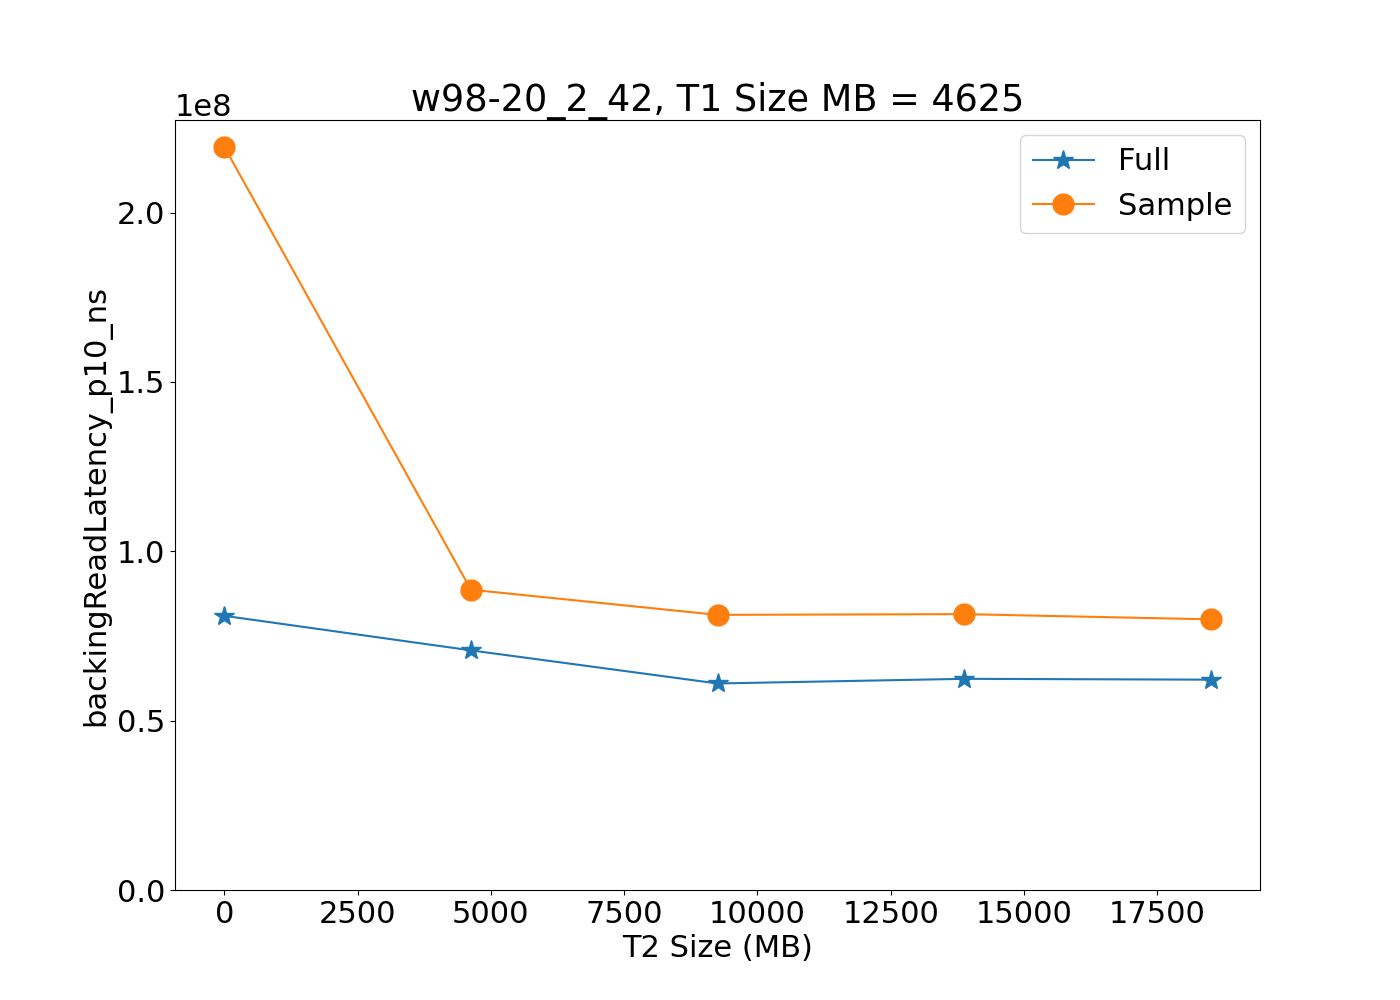 w98-20_2_42, T1 Size MB = 4625
1e8
Full
Sample
2.0
1.5
1.0
0.5
0.0
backingReadLatency_p10_ns
0 2500 5000 7500 10000 12500 15000 17500
T2 Size (MB)